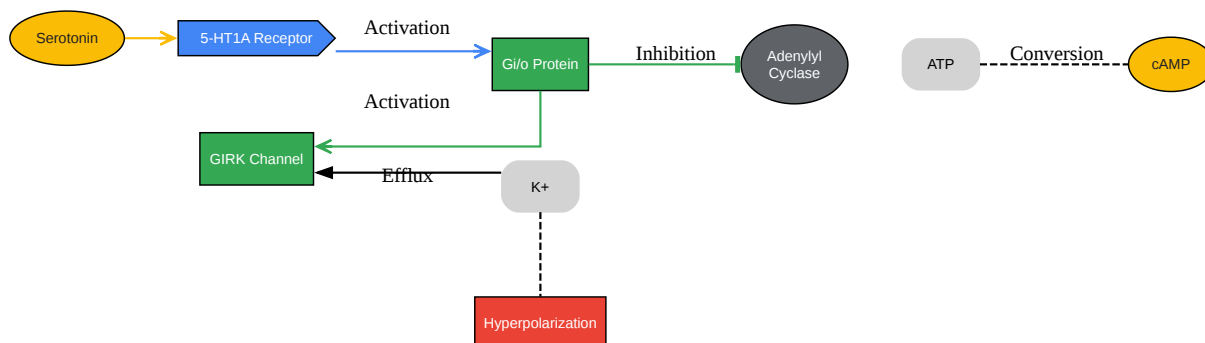 Serotonin
5-HT1A Receptor
Activation
Gi/o Protein
Inhibition
Adenylyl
Cyclase
ATP
Conversion
cAMP
Activation
GIRK Channel
Efflux
K+
Hyperpolarization